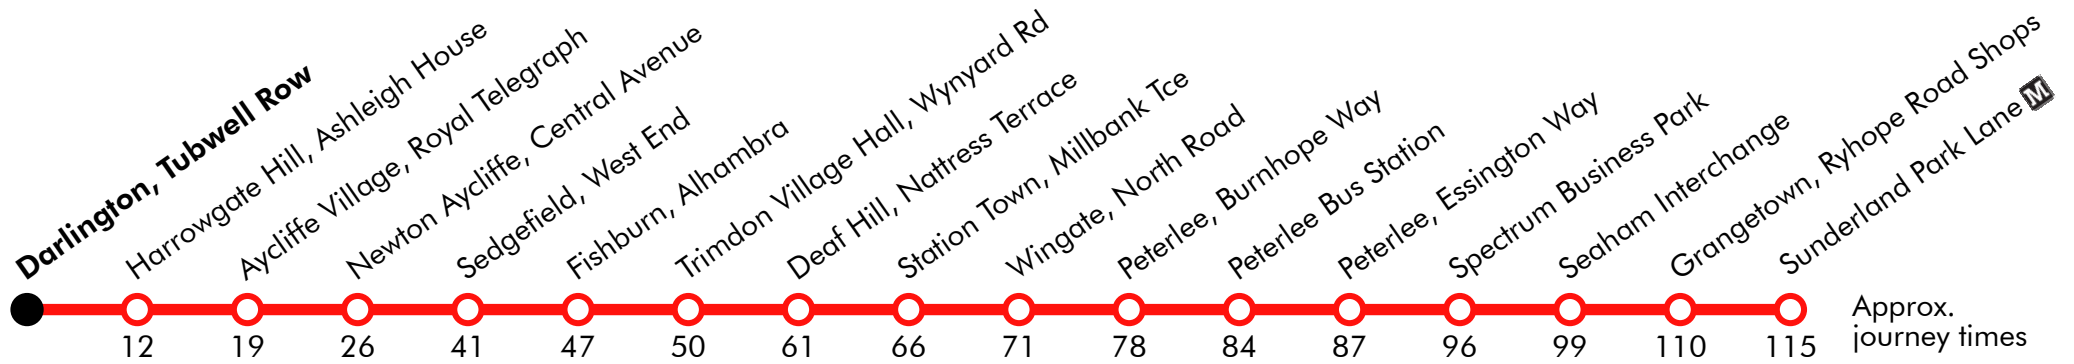 Darlington, Tubwell Row
Harrowgate Hill, Ashleigh House
Aycliffe Village, Royal Telegraph
Newton Aycliffe, Central Avenue
Sedgefield, West End
Fishburn, Alhambra
Trimdon Village Hall, Wynyard Rd
Deaf Hill, Nattress Terrace
Station Town, Millbank Tce
Wingate, North Road
Peterlee, Burnhope Way
Peterlee Bus Station
Peterlee, Essington Way
Spectrum Business Park
Seaham Interchange
Grangetown, Ryhope Road Shops
Sunderland Park Lane M
12 19 26 41 47 50 61 66 71 78 84 87 96 99 110 115
Approx.
journey times